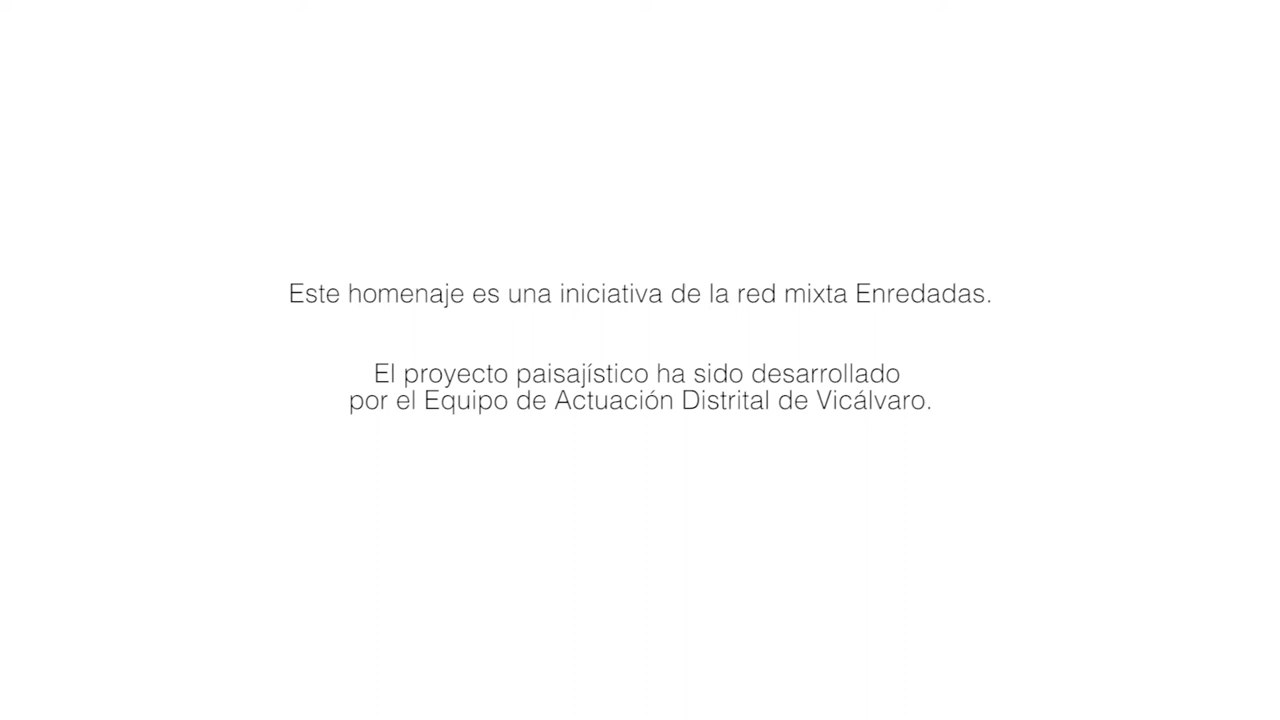 Este homenaje es una iniciativa de la red mixta Enredadas.
El proyecto paisajístico ha sido desarrollado
por el Equipo de Actuación Distrital de Vicálvaro.